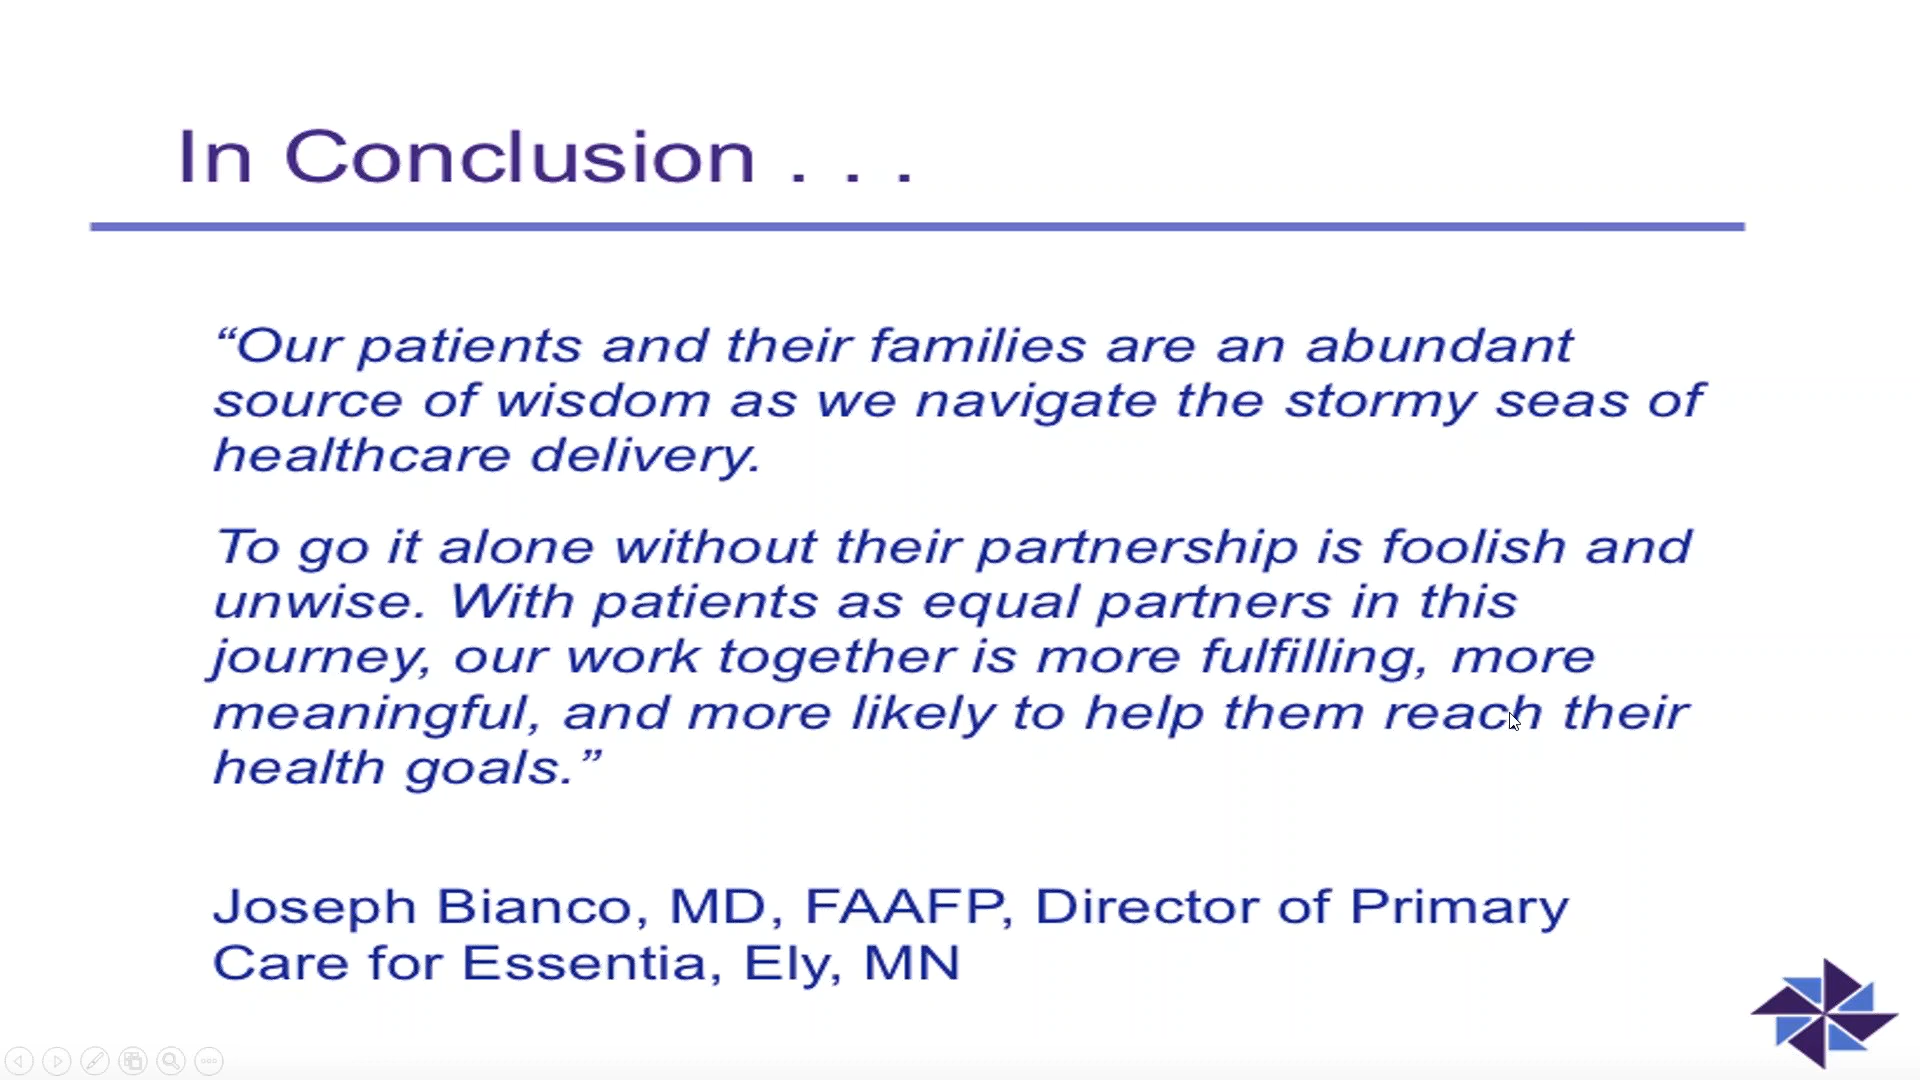 In Conclusion . . .
“Our patients and their families are an abundant
source of wisdom as we navigate the stormy seas of
healthcare delivery.
To go it alone without their partnership is foolish and
unwise. With patients as equal partners in this
journey, our work together is more fulfilling, more
meaningful, and more likely to help them reach their
health goals.”
Joseph Bianco, MD, FAAFP, Director of Primary
Care for Essentia, Ely, MN